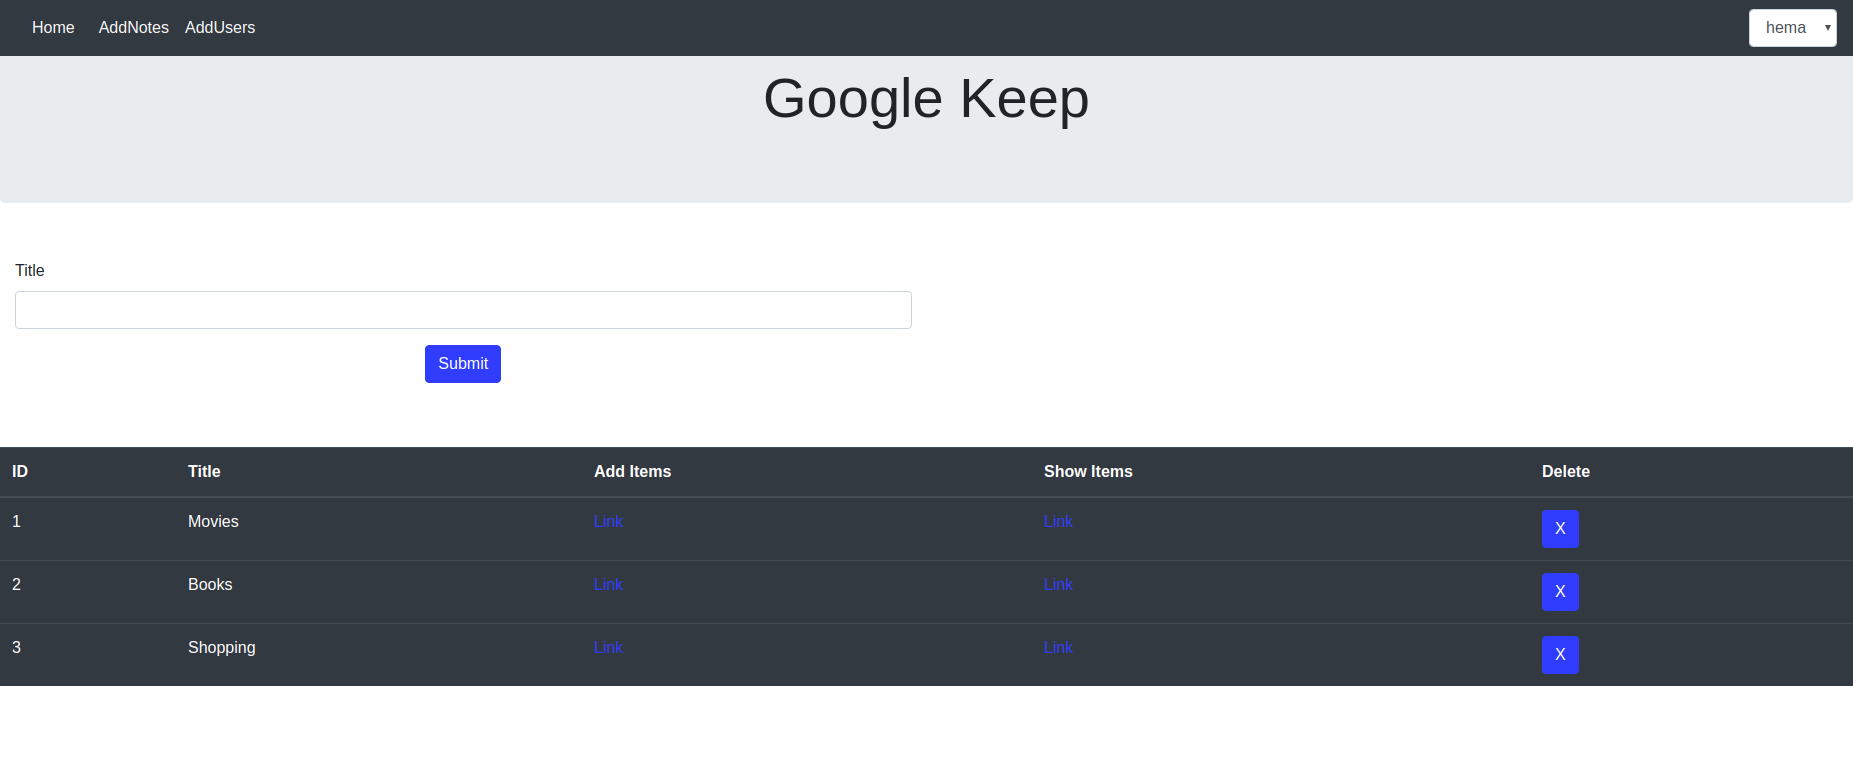 Home AddNotes AddUsers hema
Google Keep
Title
Submit
ID Title Add Items Show Items Delete
1 Movies Link Link X
2 Books Link Link X
3 Shopping Link Link X